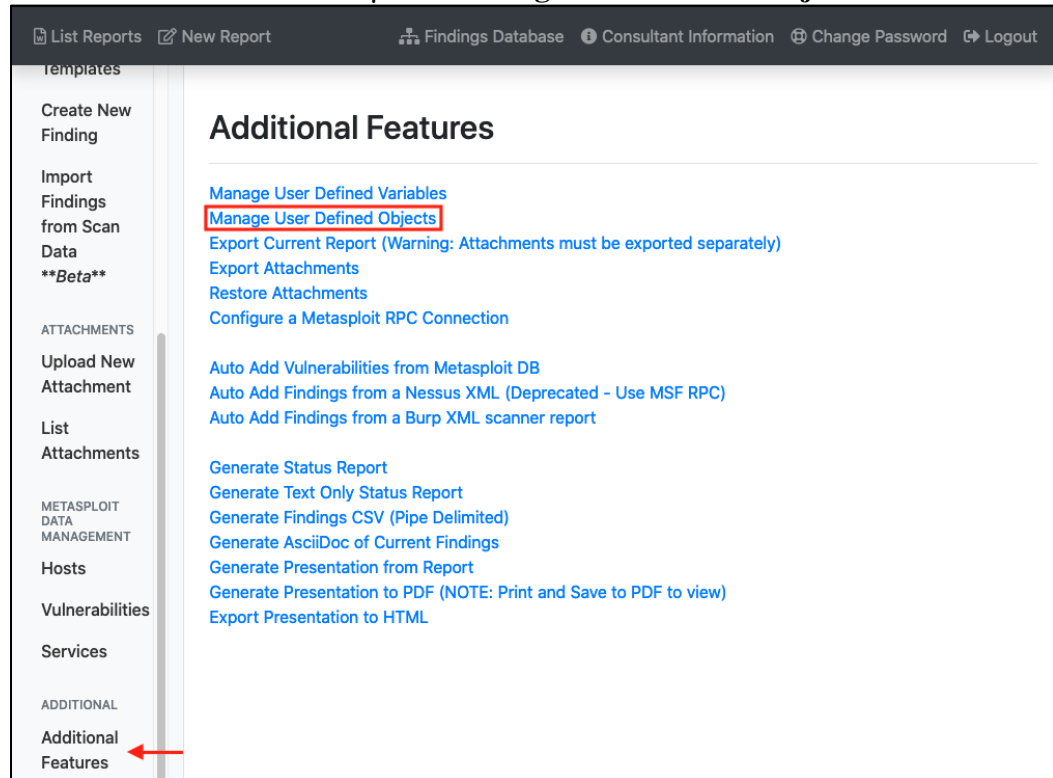 List Reports New Report Findings Database Consultant Information Change Password Logout
Templates
Create New
Finding
Import
Findings
from Scan
Data
**Beta**
ATTACHMENTS
Upload New
Attachment
List
Attachments
METASPLOIT
DATA
MANAGEMENT
Hosts
Vulnerabilities
Services
ADDITIONAL
Additional
Features
Additional Features
Manage User Defined Variables
Manage User Defined Objects
Export Current Report (Warning: Attachments must be exported separately)
Export Attachments
Restore Attachments
Configure a Metasploit RPC Connection
Auto Add Vulnerabilities from Metasploit DB
Auto Add Findings from a Nessus XML (Deprecated - Use MSF RPC)
Auto Add Findings from a Burp XML scanner report
Generate Status Report
Generate Text Only Status Report
Generate Findings CSV (Pipe Delimited)
Generate AsciiDoc of Current Findings
Generate Presentation from Report
Generate Presentation to PDF (NOTE: Print and Save to PDF to view)
Export Presentation to HTML